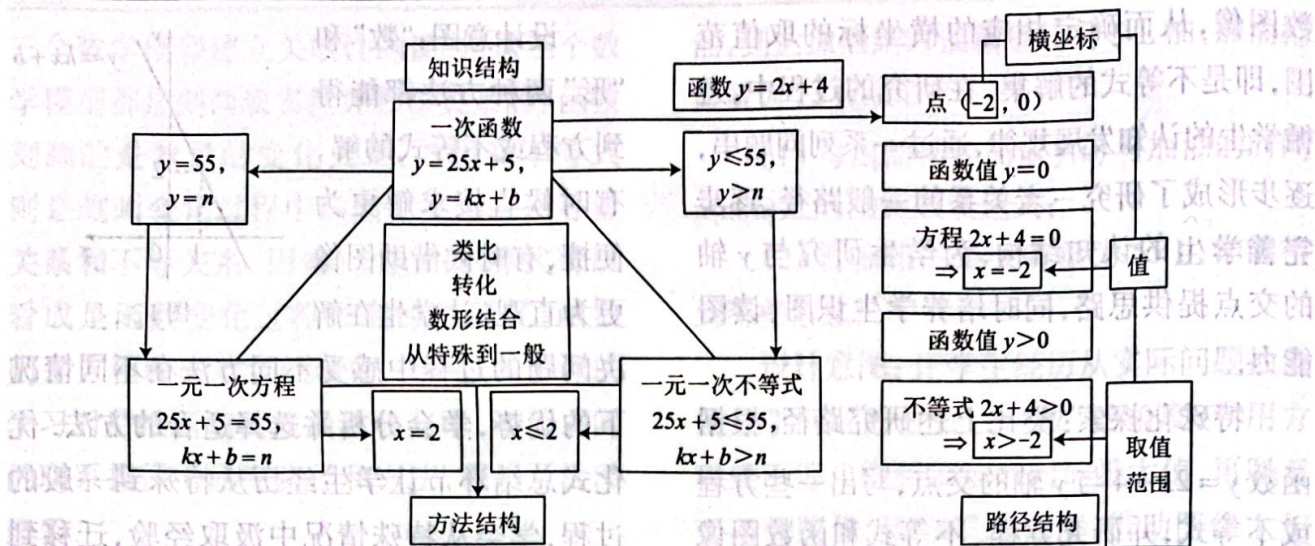 知识结构
一次函数
y=25x+5，
y=kx+b
y=55，
y=n
y≤55，
y>n
类比
转化
数形结合
从特殊到一般
一元一次方程
25x+5=55，
kx+b=n
x=2
x≤2
一元一次不等式
25x+5≤55，
kx+b>n
方法结构
函数 y=2x+4
横坐标
点（-2，0）
函数值 y=0
方程 2x+4=0
⇒ x=-2
值
函数值 y>0
不等式 2x+4>0
⇒ x>-2
取值
范围
路径结构